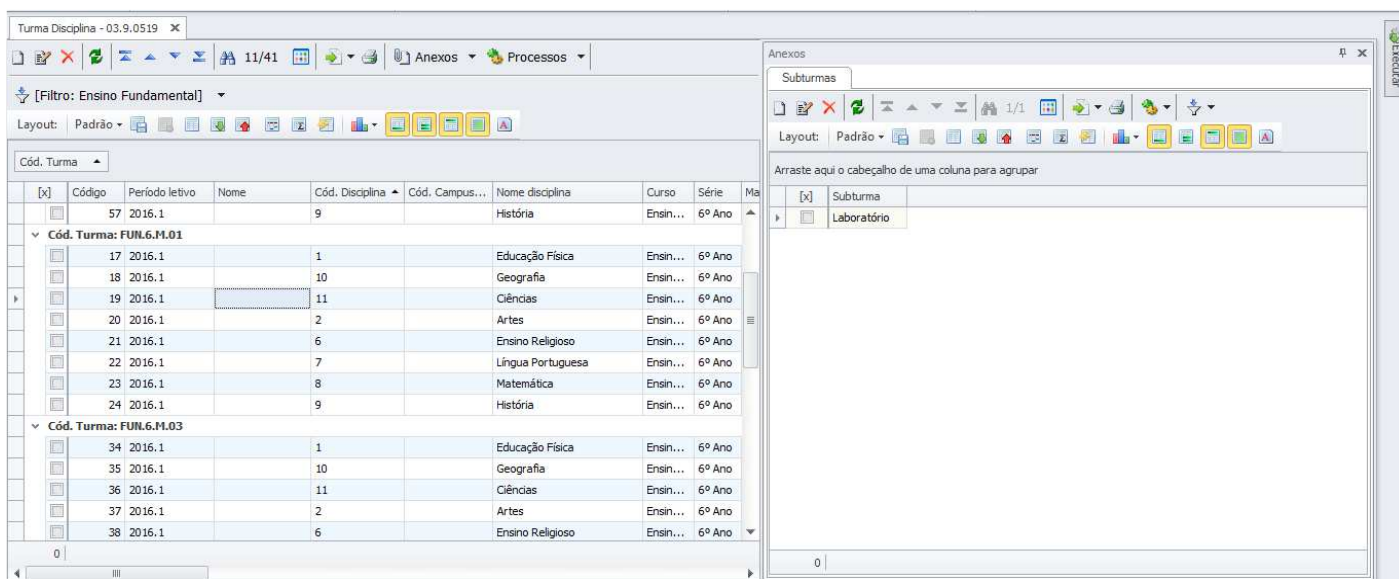 Turma Disciplina - 03.9.0519
11/41 Anexos Processos
[Filtro: Ensino Fundamental]
Layout: Padrão
Cód. Turma
[x] Código Período letivo Nome Cód. Disciplina Cód. Campus... Nome disciplina Curso Série Ma
57 2016.1 9 História Ensin... 6º Ano
Cód. Turma: FUN.6.M.01
17 2016.1 1 Educação Física Ensin... 6º Ano
18 2016.1 10 Geografia Ensin... 6º Ano
19 2016.1 11 Ciências Ensin... 6º Ano
20 2016.1 2 Artes Ensin... 6º Ano
21 2016.1 6 Ensino Religioso Ensin... 6º Ano
22 2016.1 7 Língua Portuguesa Ensin... 6º Ano
23 2016.1 8 Matemática Ensin... 6º Ano
24 2016.1 9 História Ensin... 6º Ano
Cód. Turma: FUN.6.M.03
34 2016.1 1 Educação Física Ensin... 6º Ano
35 2016.1 10 Geografia Ensin... 6º Ano
36 2016.1 11 Ciências Ensin... 6º Ano
37 2016.1 2 Artes Ensin... 6º Ano
38 2016.1 6 Ensino Religioso Ensin... 6º Ano
0
Anexos
Subturmas
1/1
Layout: Padrão
Arraste aqui o cabeçalho de uma coluna para agrupar
[x] Subturma
Laboratório
0
Executar